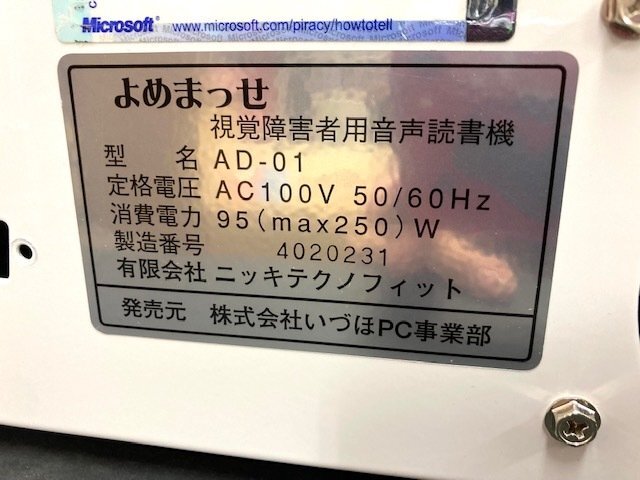 Microsoft www.microsoft.com/piracy/howtotell
よめまっせ
視覚障害者用音声読書機
型 名 AD-01
定格電圧 AC100V 50/60Hz
消費電力 95(max250)W
製造番号 4020231
有限会社 ニッキテクノフィット
発売元 株式会社いづほPC事業部